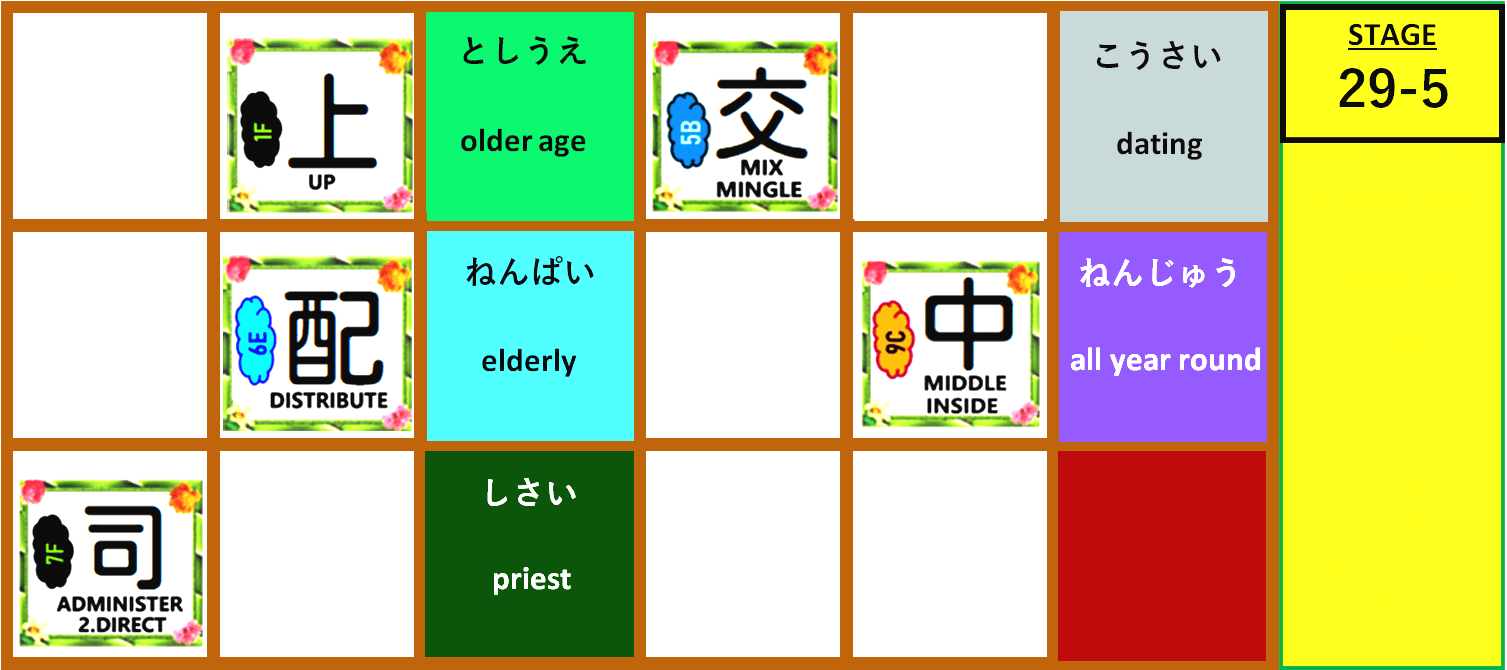 1F
上
UP
としうえ
older age
5B
交
MIX
MINGLE
こうさい
dating
STAGE
29-5
6E
配
DISTRIBUTE
ねんぱい
elderly
9C
中
MIDDLE
INSIDE
ねんじゅう
all year round
7F
司
ADMINISTER
2.DIRECT
しさい
priest